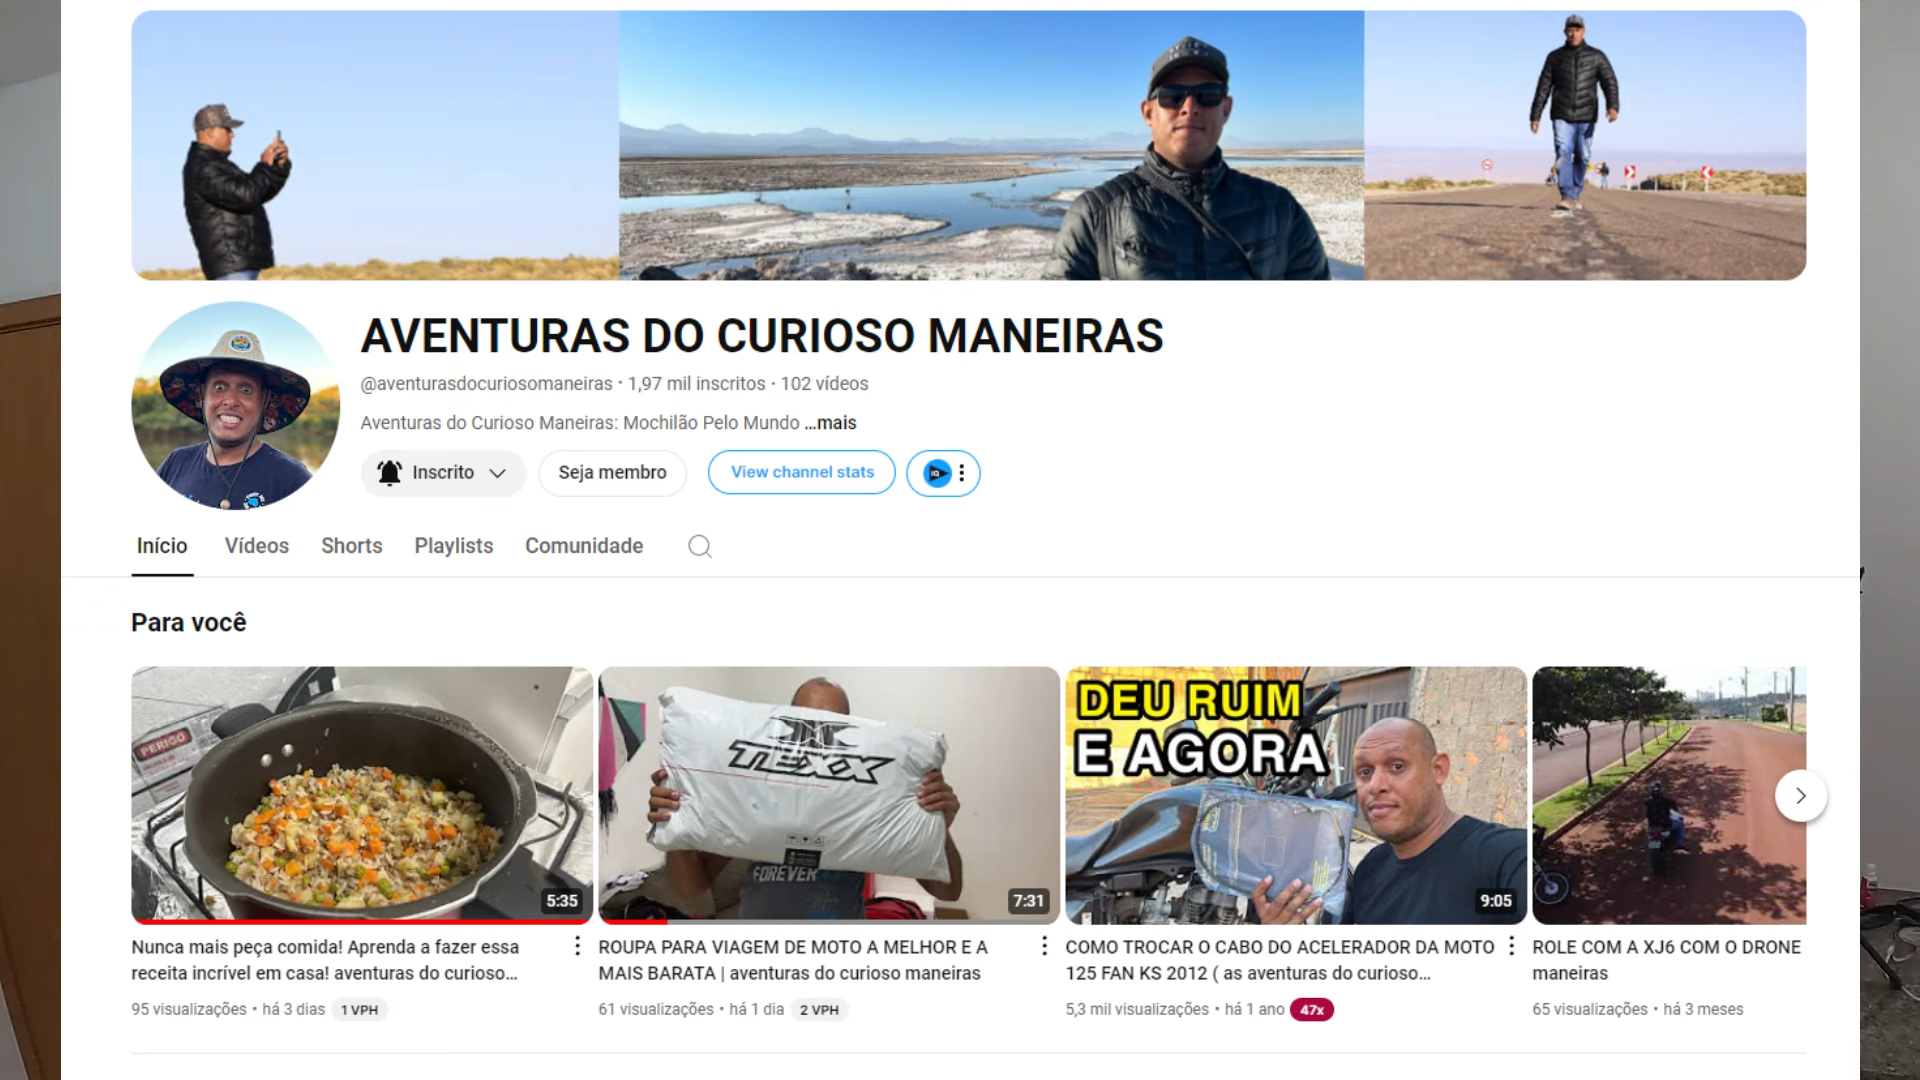 AVENTURAS DO CURIOSO MANEIRAS
@aventurasdocuriosomaneiras • 1,97 mil inscritos • 102 vídeos
Aventuras do Curioso Maneiras: Mochilão Pelo Mundo ...mais
Inscrito
Seja membro
View channel stats
Início
Vídeos
Shorts
Playlists
Comunidade
Para você
PERIGO
5:35
TEXX
FOREVER
7:31
DEU RUIM
E AGORA
9:05
Nunca mais peça comida! Aprenda a fazer essa
receita incrível em casa! aventuras do curioso...
95 visualizações • há 3 dias
1 VPH
ROUPA PARA VIAGEM DE MOTO A MELHOR E A
MAIS BARATA | aventuras do curioso maneiras
61 visualizações • há 1 dia
2 VPH
COMO TROCAR O CABO DO ACELERADOR DA MOTO
125 FAN KS 2012 ( as aventuras do curioso...
5,3 mil visualizações • há 1 ano
47x
ROLE COM A XJ6 COM O DRONE
maneiras
65 visualizações • há 3 meses